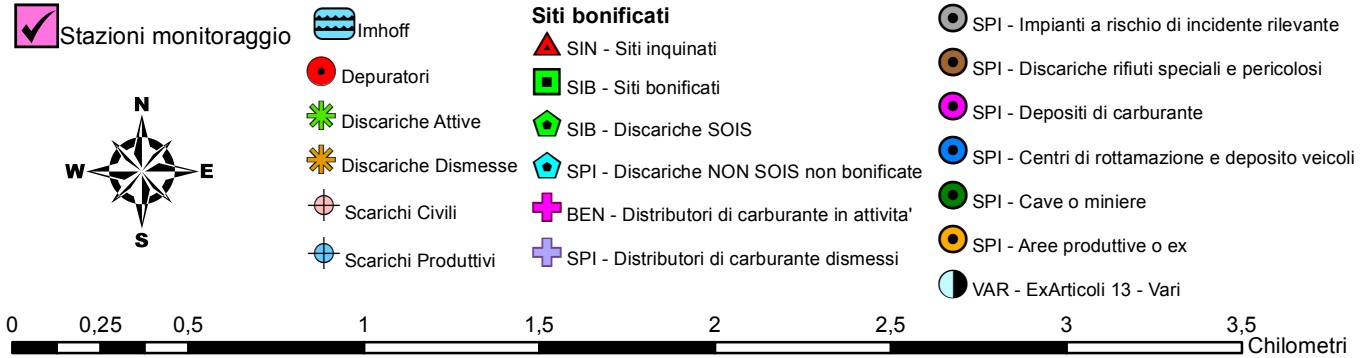 Stazioni monitoraggio
N
W
E
S
Imhoff
Depuratori
Discariche Attive
Discariche Dismesse
Scarichi Civili
Scarichi Produttivi
Siti bonificati
SIN - Siti inquinati
SIB - Siti bonificati
SIB - Discariche SOIS
SPI - Discariche NON SOIS non bonificate
BEN - Distributori di carburante in attivita'
SPI - Distributori di carburante dismessi
SPI - Impianti a rischio di incidente rilevante
SPI - Discariche rifiuti speciali e pericolosi
SPI - Depositi di carburante
SPI - Centri di rottamazione e deposito veicoli
SPI - Cave o miniere
SPI - Aree produttive o ex
VAR - ExArticoli 13 - Vari
0 0,25 0,5 1 1,5 2 2,5 3 3,5
Chilometri